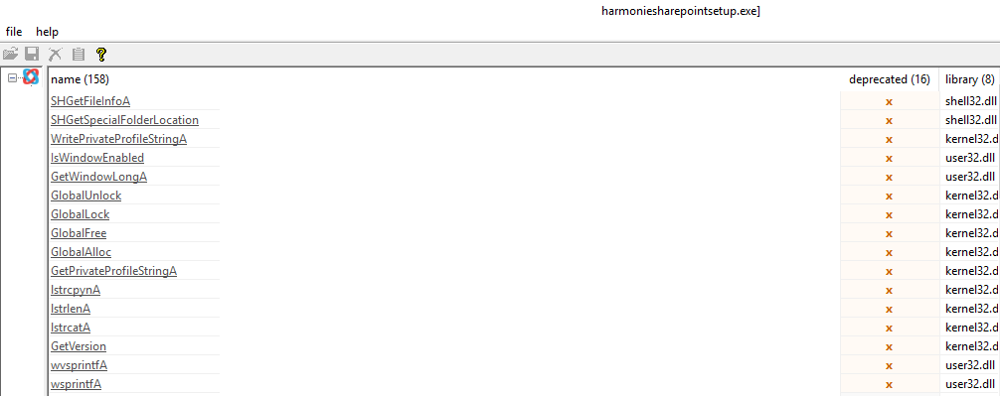 harmoniesharepointsetup.exe]
file help
name (158) deprecated (16) library (8)
SHGetFileInfoA x shell32.dll
SHGetSpecialFolderLocation x shell32.dll
WritePrivateProfileStringA x kernel32.d
IsWindowEnabled x user32.dll
GetWindowLongA x user32.dll
GlobalUnlock x kernel32.d
GlobalLock x kernel32.d
GlobalFree x kernel32.d
GlobalAlloc x kernel32.d
GetPrivateProfileStringA x kernel32.d
lstrcpynA x kernel32.d
lstrlenA x kernel32.d
lstrcatA x kernel32.d
GetVersion x kernel32.d
wvsprintfA x user32.dll
wsprintfA x user32.dll